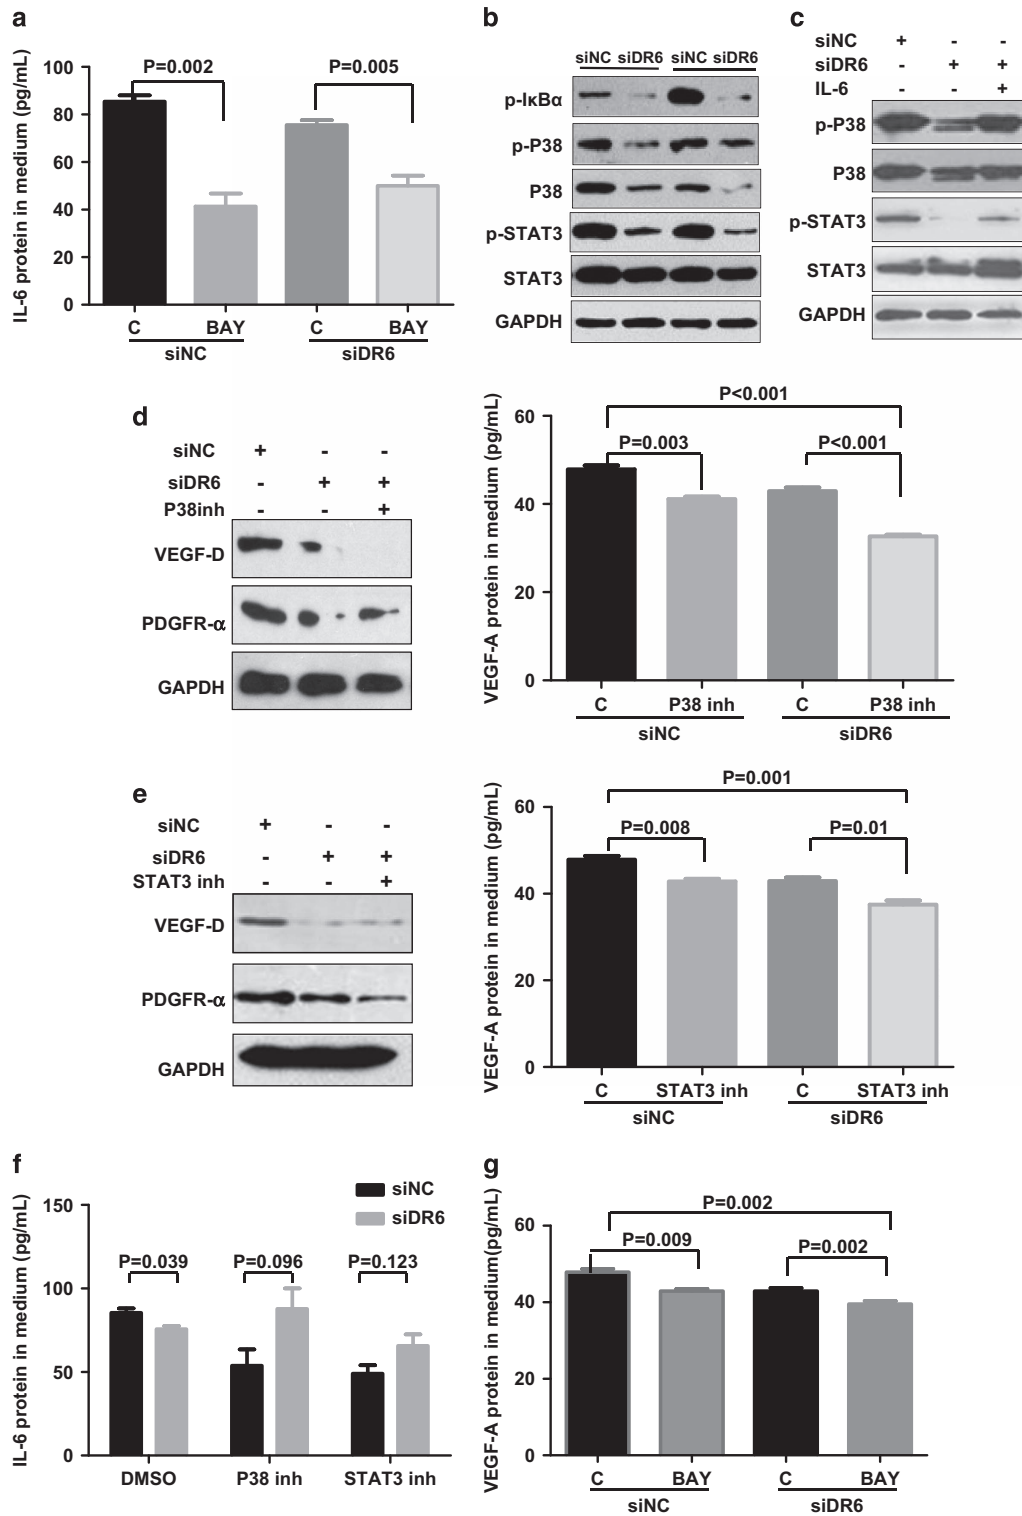 a
IL-6 protein in medium (pg/mL)
100
80
60
40
20
0
P=0.002
P=0.005
C BAY C BAY
siNC siDR6
b
siNC siDR6 siNC siDR6
p-IκBα
p-P38
P38
p-STAT3
STAT3
GAPDH
c
siNC + - -
siDR6 - + +
IL-6 - - +
p-P38
P38
p-STAT3
STAT3
GAPDH
d
siNC + - -
siDR6 - + +
P38inh - - +
VEGF-D
PDGFR-α
GAPDH
VEGF-A protein in medium (pg/mL)
60
40
20
0
P<0.001
P=0.003
P<0.001
C P38 inh C P38 inh
siNC siDR6
e
siNC + - -
siDR6 - + +
STAT3 inh - - +
VEGF-D
PDGFR-α
GAPDH
VEGF-A protein in medium (pg/mL)
60
40
20
0
P=0.001
P=0.008
P=0.01
C STAT3 inh C STAT3 inh
siNC siDR6
f
IL-6 protein in medium (pg/mL)
150
100
50
0
siNC
siDR6
P=0.039
P=0.096
P=0.123
DMSO P38 inh STAT3 inh
g
VEGF-A protein in medium(pg/mL)
60
40
20
0
P=0.002
P=0.009
P=0.002
C BAY C BAY
siNC siDR6